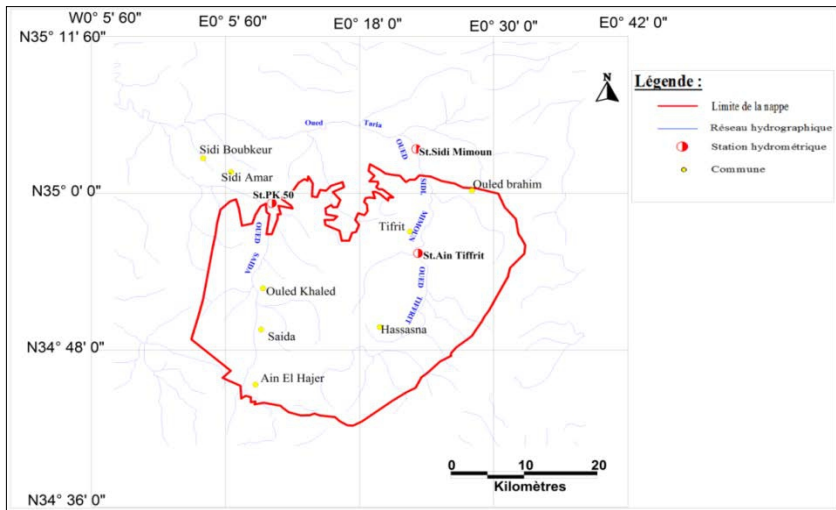 W0° 5' 60" E0° 5'60" E0° 18' 0" E0° 30' 0" E0° 42' 0"
N35° 11' 60"
N
Légende :
Limite de la nappe
Réseau hydrographique
Station hydrométrique
Commune
Oued Taria
OUED
St.Sidi Mimoun
Sidi Boubkeur
Sidi Amar
N35° 0' 0"
St.PK 50
SIDI
Ouled brahim
MIMOUN
Tifrit
OUED SAIDA
St.Ain Tiffrit
OUED TIFFRIT
Ouled Khaled
Saida
Hassasna
N34° 48' 0"
Ain El Hajer
0 10 20
Kilomètres
N34° 36' 0"